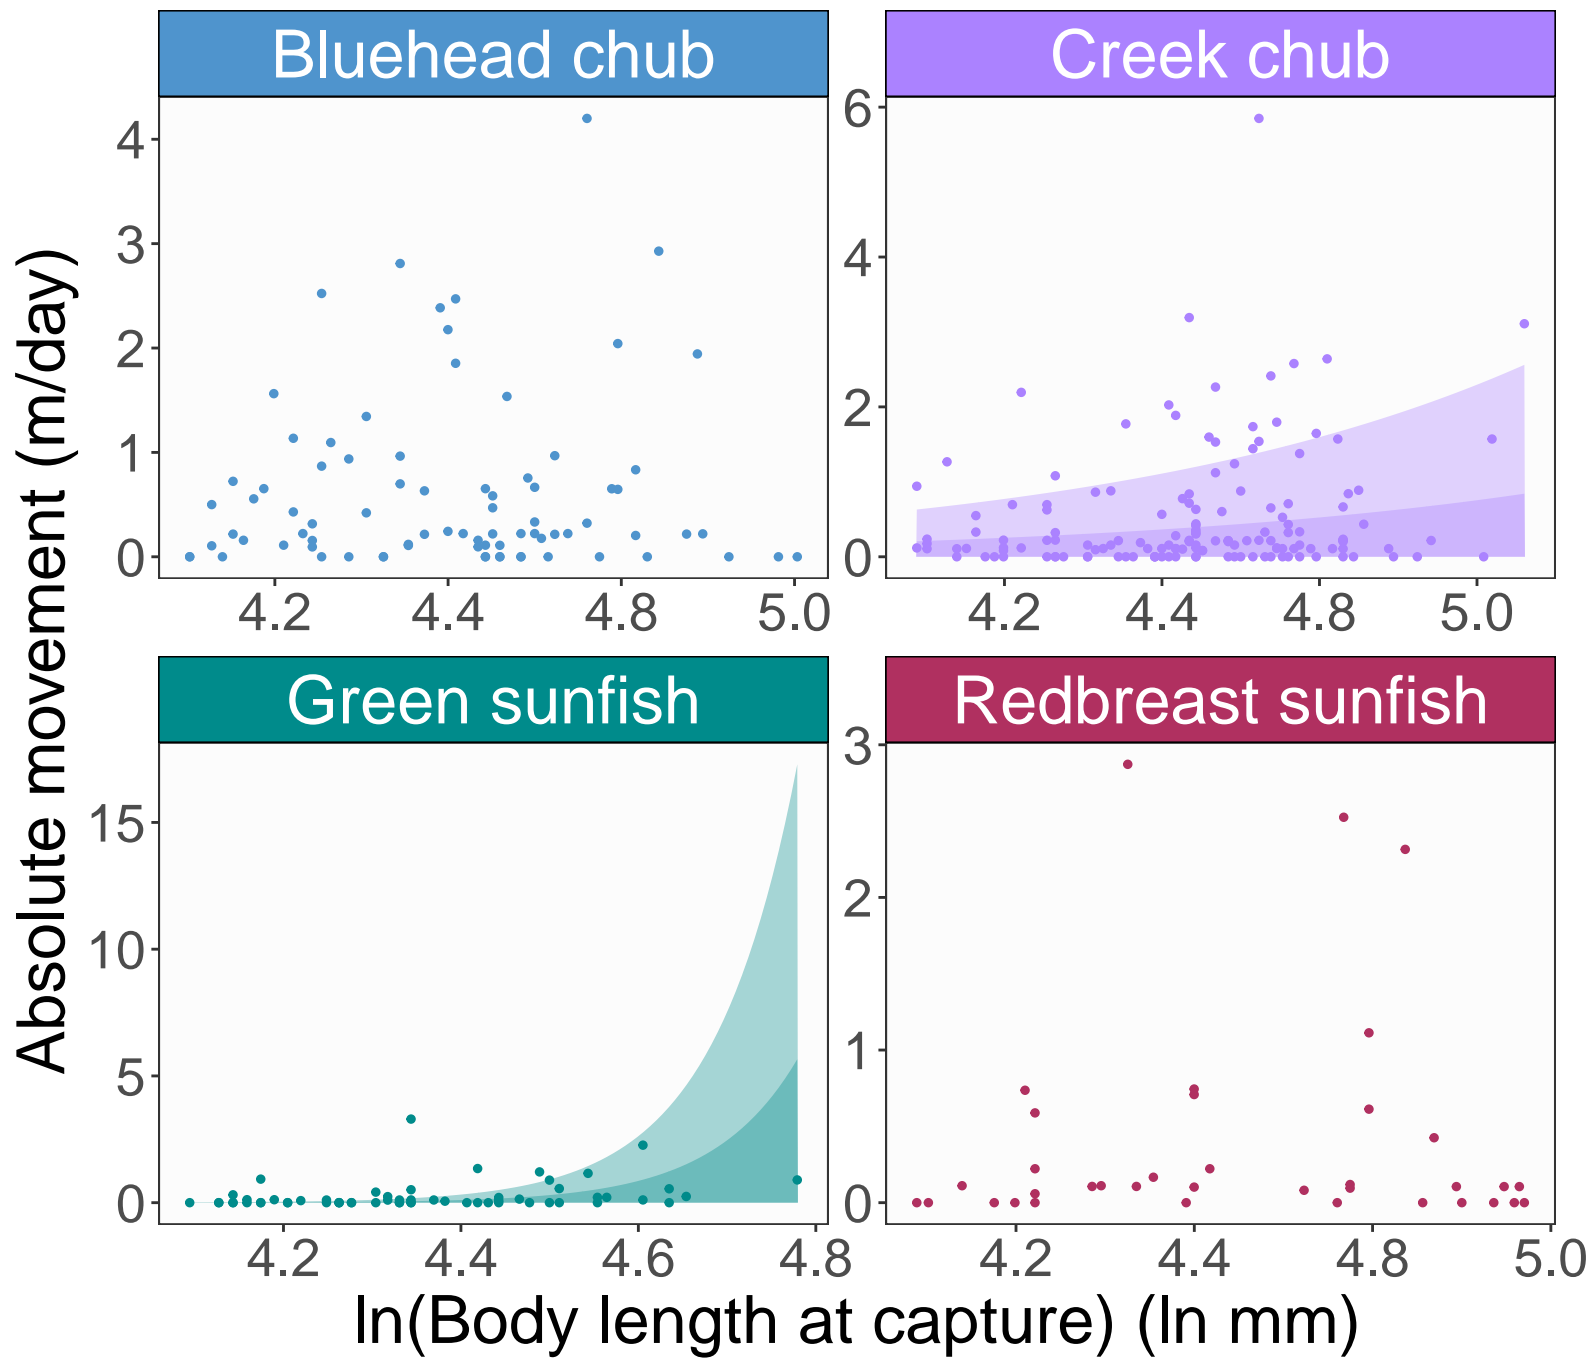 Bluehead chub
Creek chub
4
3
2
1
0
6
4
2
0
4.2 4.4 4.8 5.0
4.2 4.4 4.8 5.0
Green sunfish
Redbreast sunfish
15
10
5
0
3
2
1
0
4.2 4.4 4.6 4.8
4.2 4.4 4.8 5.0
Absolute movement (m/day)
ln(Body length at capture) (ln mm)